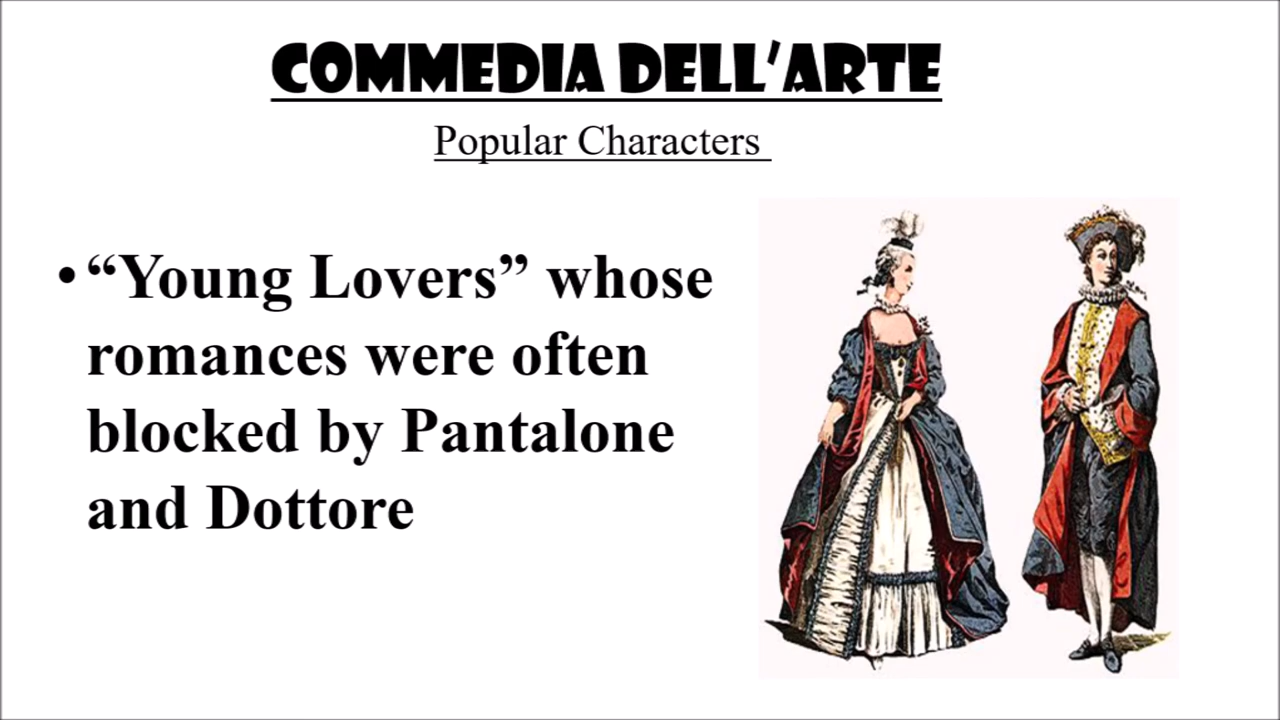 COMMEDIA DELL’ARTE
Popular Characters
• “Young Lovers” whose
romances were often
blocked by Pantalone
and Dottore